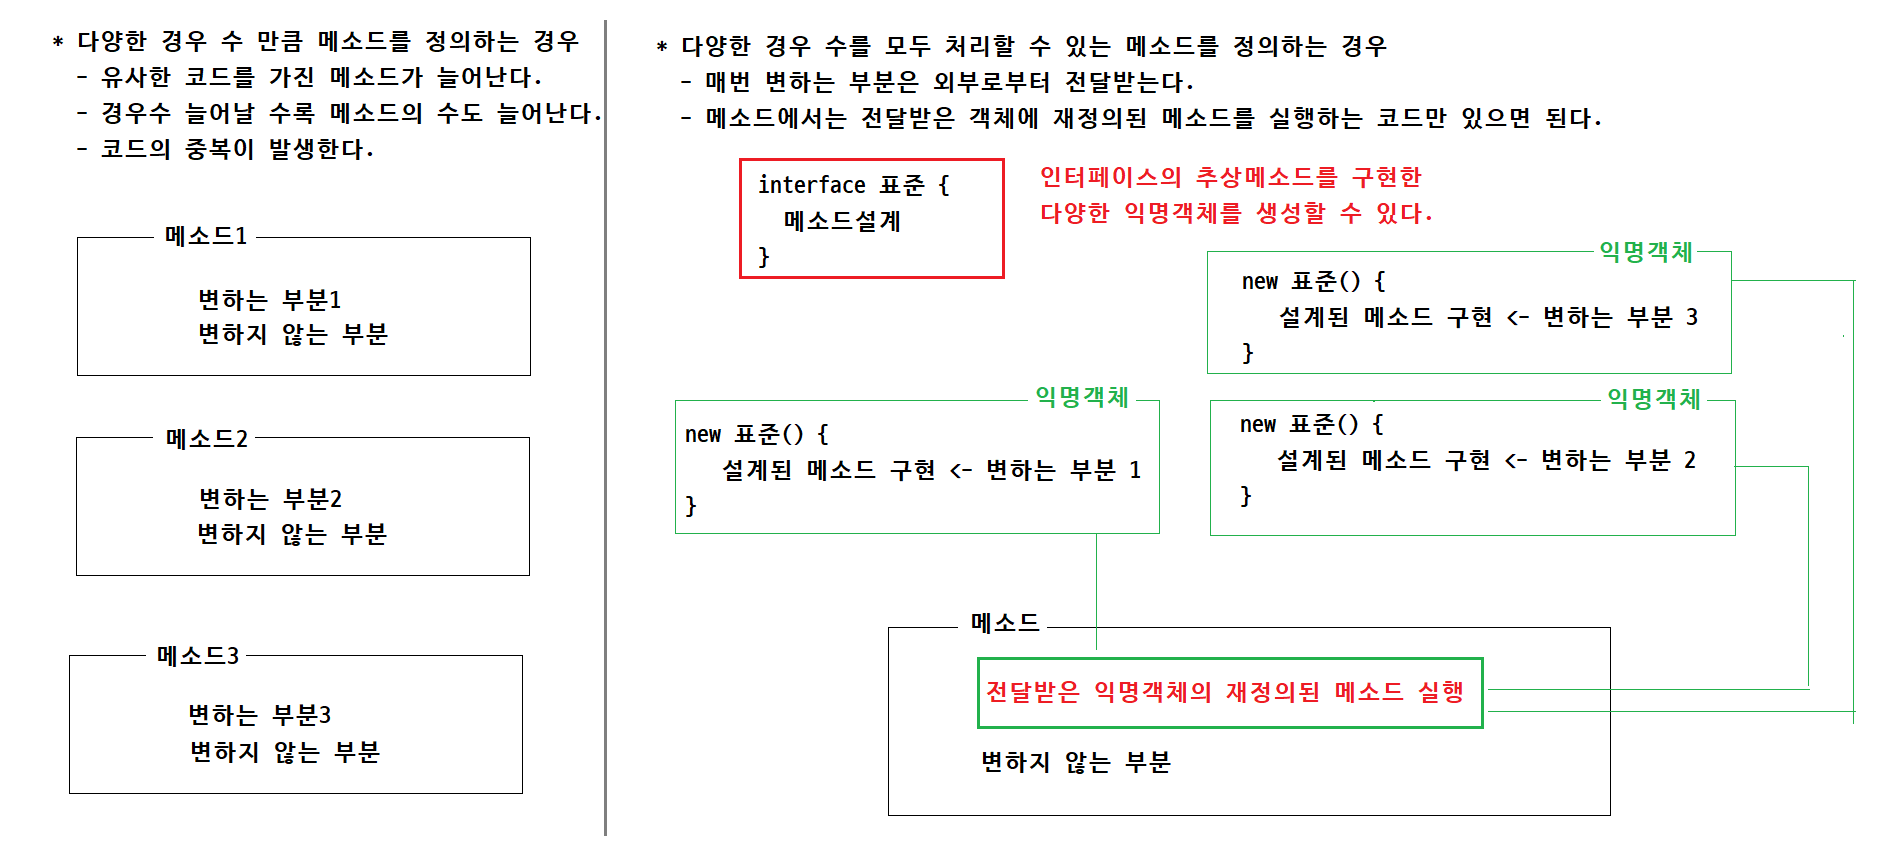 * 다양한 경우 수 만큼 메소드를 정의하는 경우
- 유사한 코드를 가진 메소드가 늘어난다.
- 경우수 늘어날 수록 메소드의 수도 늘어난다.
- 코드의 중복이 발생한다.
메소드1
변하는 부분1
변하지 않는 부분
메소드2
변하는 부분2
변하지 않는 부분
메소드3
변하는 부분3
변하지 않는 부분
* 다양한 경우 수를 모두 처리할 수 있는 메소드를 정의하는 경우
- 매번 변하는 부분은 외부로부터 전달받는다.
- 메소드에서는 전달받은 객체에 재정의된 메소드를 실행하는 코드만 있으면 된다.
interface 표준 {
메소드설계
}
인터페이스의 추상메소드를 구현한
다양한 익명객체를 생성할 수 있다.
익명객체
new 표준() {
설계된 메소드 구현 <- 변하는 부분 3
}
익명객체
new 표준() {
설계된 메소드 구현 <- 변하는 부분 1
}
익명객체
new 표준() {
설계된 메소드 구현 <- 변하는 부분 2
}
메소드
전달받은 익명객체의 재정의된 메소드 실행
변하지 않는 부분